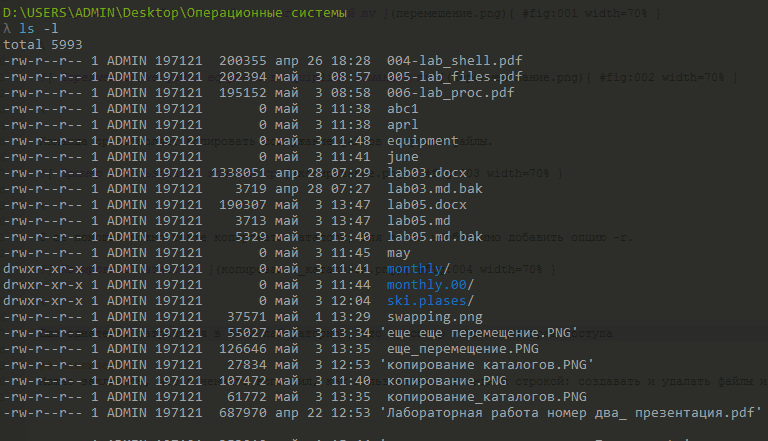 D:\USERS\ADMIN\Desktop\Операционные системы
λ ls -l
total 5993
-rw-r--r-- 1 ADMIN 197121  200355 апр 26 18:28  004-lab_shell.pdf
-rw-r--r-- 1 ADMIN 197121  202394 май  3 08:57  005-lab_files.pdf
-rw-r--r-- 1 ADMIN 197121  195152 май  3 08:58  006-lab_proc.pdf
-rw-r--r-- 1 ADMIN 197121       0 май  3 11:38  abc1
-rw-r--r-- 1 ADMIN 197121       0 май  3 11:38  aprl
-rw-r--r-- 1 ADMIN 197121       0 май  3 11:48  equipment
-rw-r--r-- 1 ADMIN 197121       0 май  3 11:41  june
-rw-r--r-- 1 ADMIN 197121 1338051 апр 28 07:27  lab03.docx
-rw-r--r-- 1 ADMIN 197121    3719 апр 28 07:27  lab03.md.bak
-rw-r--r-- 1 ADMIN 197121  190307 май  3 13:47  lab05.docx
-rw-r--r-- 1 ADMIN 197121    3713 май  3 13:47  lab05.md
-rw-r--r-- 1 ADMIN 197121    5329 май  3 13:40  lab05.md.bak
-rw-r--r-- 1 ADMIN 197121       0 май  3 11:45  may
drwxr-xr-x 1 ADMIN 197121       0 май  3 11:41  monthly/
drwxr-xr-x 1 ADMIN 197121       0 май  3 11:44  monthly.00/
drwxr-xr-x 1 ADMIN 197121       0 май  3 12:04  ski.plases/
-rw-r--r-- 1 ADMIN 197121   37571 май  1 13:29  swapping.png
-rw-r--r-- 1 ADMIN 197121   55027 май  3 13:34 'еще еще перемещение.PNG'
-rw-r--r-- 1 ADMIN 197121  126646 май  3 13:35  еще_перемещение.PNG
-rw-r--r-- 1 ADMIN 197121   27834 май  3 12:53 'копирование каталогов.PNG'
-rw-r--r-- 1 ADMIN 197121  107472 май  3 11:40  копирование.PNG
-rw-r--r-- 1 ADMIN 197121   61772 май  3 13:35  копирование_каталогов.PNG
-rw-r--r-- 1 ADMIN 197121  687970 апр 22 12:53 'Лабораторная работа номер два_ презентация.pdf'